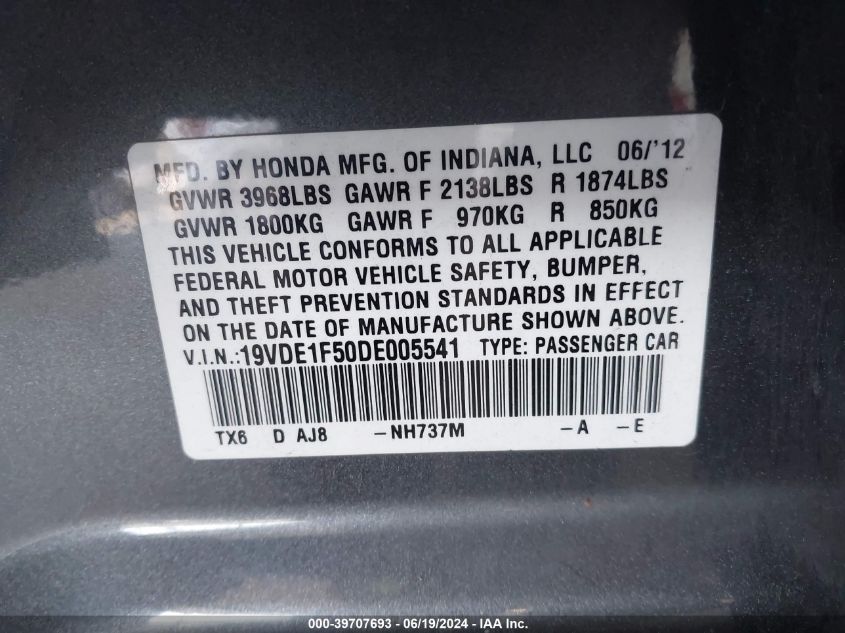 MFD. BY HONDA MFG. OF INDIANA, LLC 06/'12
GVWR 3968LBS GAWR F 2138LBS R 1874LBS
GVWR 1800KG GAWR F 970KG R 850KG
THIS VEHICLE CONFORMS TO ALL APPLICABLE
FEDERAL MOTOR VEHICLE SAFETY, BUMPER,
AND THEFT PREVENTION STANDARDS IN EFFECT
ON THE DATE OF MANUFACTURE SHOWN ABOVE.
V.I.N.:19VDE1F50DE005541 TYPE: PASSENGER CAR
TX6 D AJ8 -NH737M -A -E
000-39707693 - 06/19/2024 - IAA Inc.